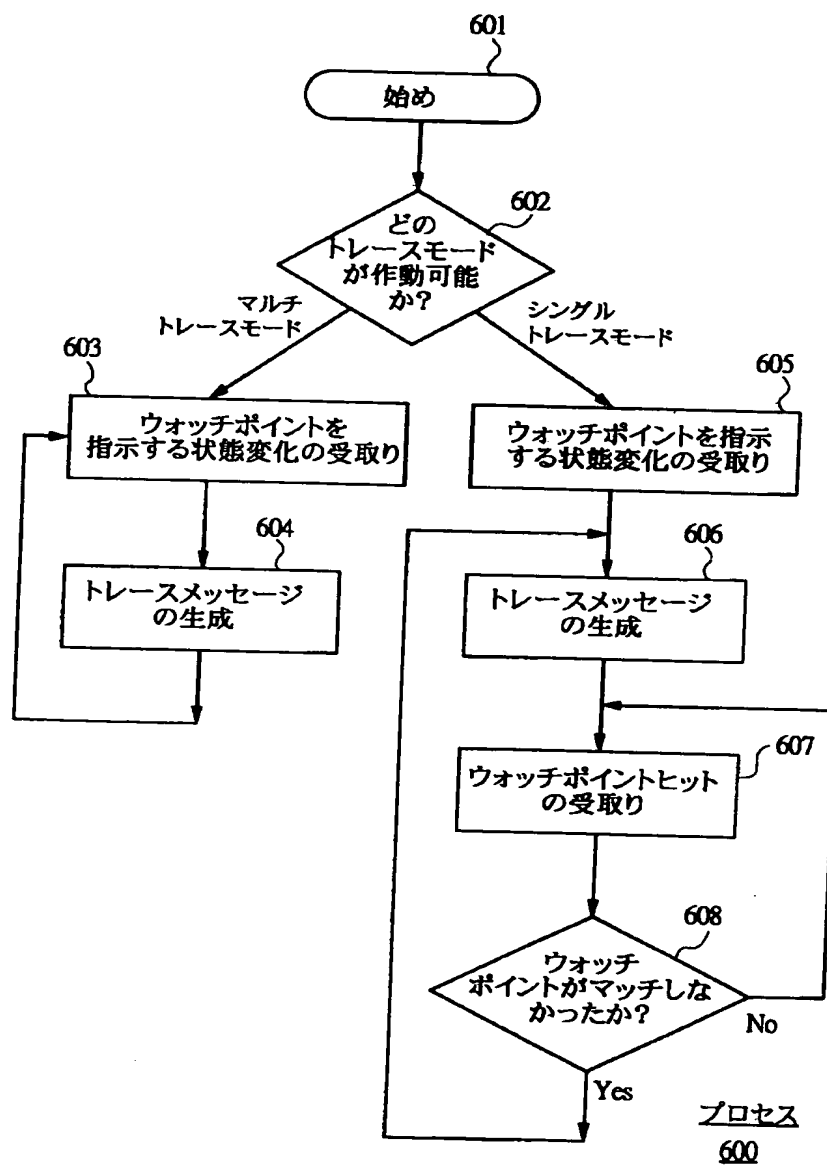 601
始め
602
どの
トレースモード
が作動可能
か?
マルチ
トレースモード
シングル
トレースモード
603
ウォッチポイントを
指示する状態変化の受取り
604
トレースメッセージ
の生成
605
ウォッチポイントを指示
する状態変化の受取り
606
トレースメッセージ
の生成
607
ウォッチポイントヒット
の受取り
608
ウォッチ
ポイントがマッチしな
かったか?
No
Yes
プロセス
600